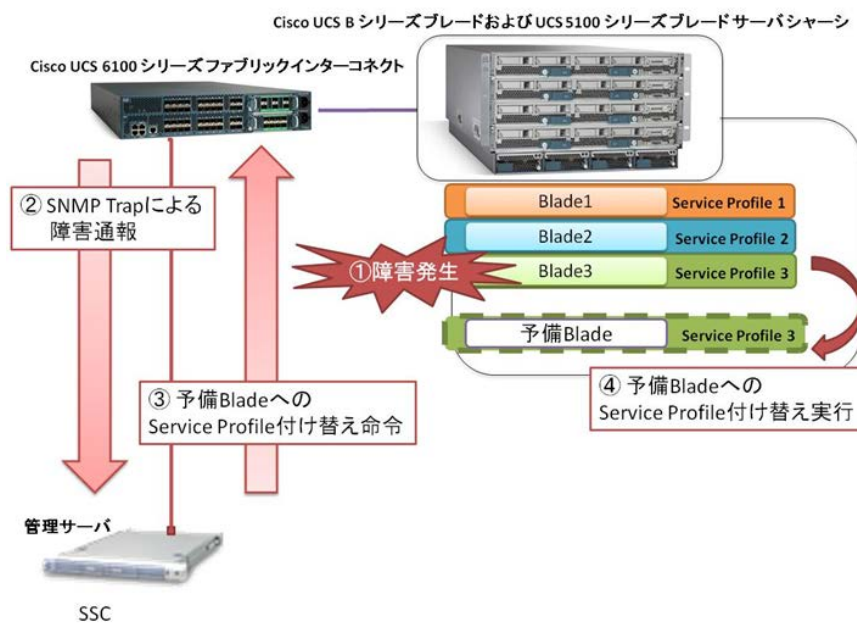 Cisco UCS B シリーズブレードおよび UCS 5100 シリーズブレード サーバ シャーシ
Cisco UCS 6100 シリーズ ファブリックインターコネクト
② SNMP Trapによる
障害通報
Blade1 Service Profile 1
Blade2 Service Profile 2
①障害発生
Blade3 Service Profile 3
予備Blade Service Profile 3
③ 予備Bladeへの
Service Profile付け替え命令
④ 予備Bladeへの
Service Profile付け替え実行
管理サーバ
SSC